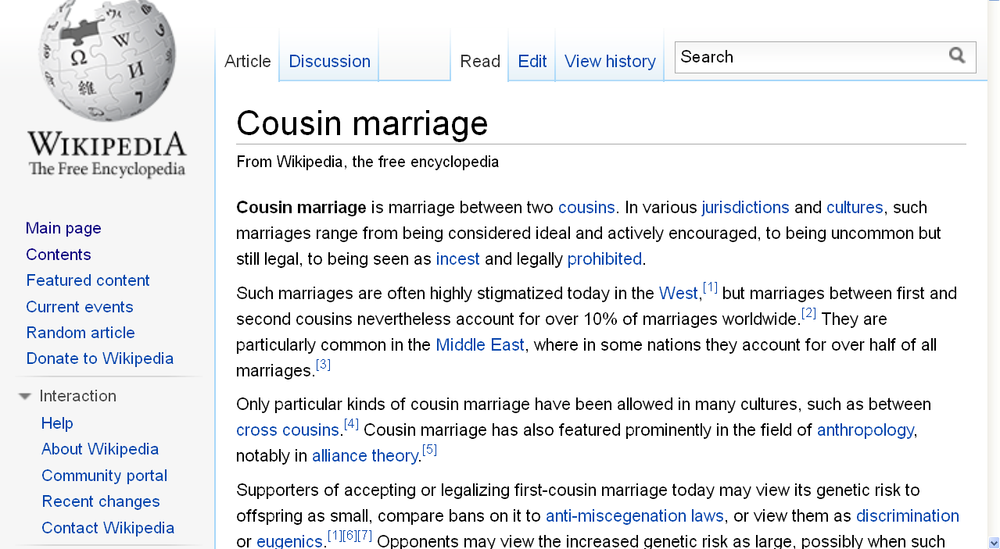 WIKIPEDIA
The Free Encyclopedia
Main page
Contents
Featured content
Current events
Random article
Donate to Wikipedia
Interaction
Help
About Wikipedia
Community portal
Recent changes
Contact Wikipedia
Article Discussion Read Edit View history Search
Cousin marriage
From Wikipedia, the free encyclopedia
Cousin marriage is marriage between two cousins. In various jurisdictions and cultures, such
marriages range from being considered ideal and actively encouraged, to being uncommon but
still legal, to being seen as incest and legally prohibited.
Such marriages are often highly stigmatized today in the West,[1] but marriages between first and
second cousins nevertheless account for over 10% of marriages worldwide.[2] They are
particularly common in the Middle East, where in some nations they account for over half of all
marriages.[3]
Only particular kinds of cousin marriage have been allowed in many cultures, such as between
cross cousins.[4] Cousin marriage has also featured prominently in the field of anthropology,
notably in alliance theory.[5]
Supporters of accepting or legalizing first-cousin marriage today may view its genetic risk to
offspring as small, compare bans on it to anti-miscegenation laws, or view them as discrimination
or eugenics.[1][6][7] Opponents may view the increased genetic risk as large, possibly when such